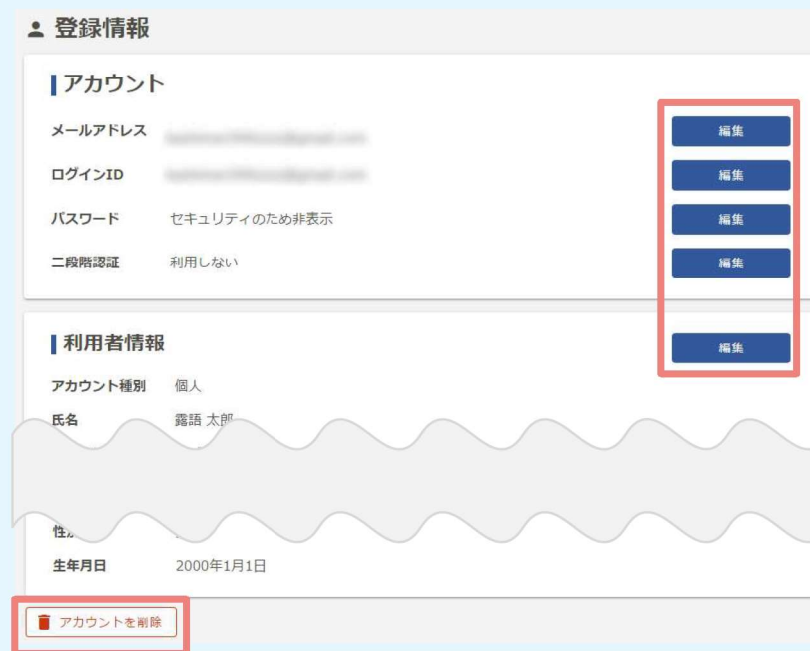 登録情報
アカウント
メールアドレス 編集
ログインID 編集
パスワード セキュリティのため非表示 編集
二段階認証 利用しない 編集
利用者情報 編集
アカウント種別 個人
氏名 露語 太郎
生年月日 2000年1月1日
アカウントを削除